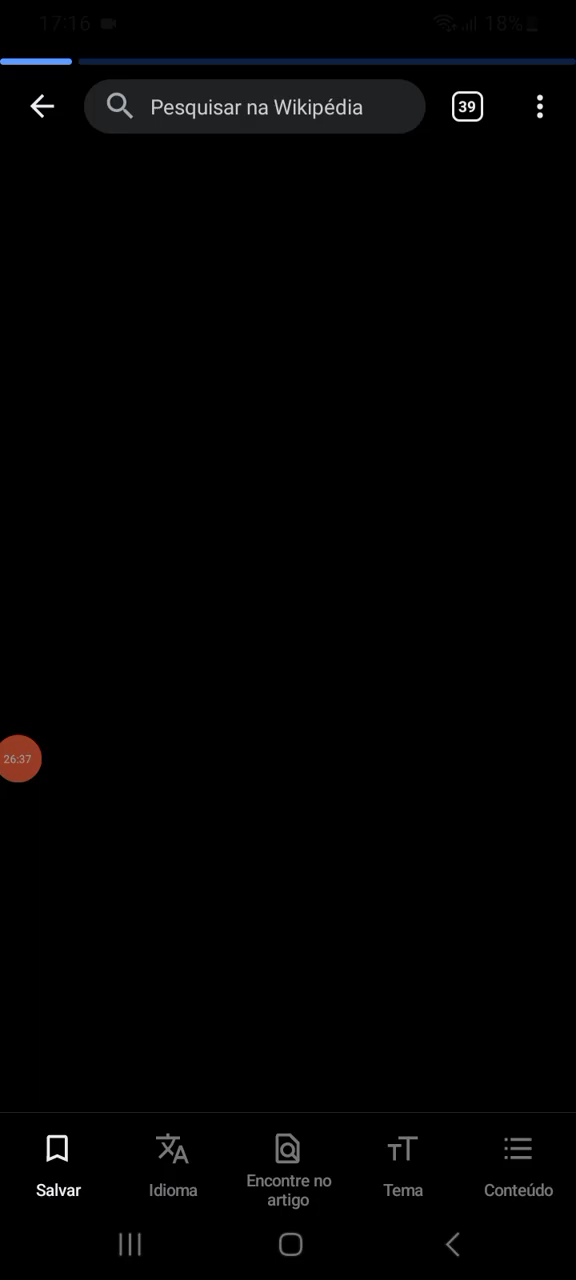 17:16 18%
Pesquisar na Wikipédia
39
26:37
Salvar
Idioma
Encontre no
artigo
Tema
Conteúdo